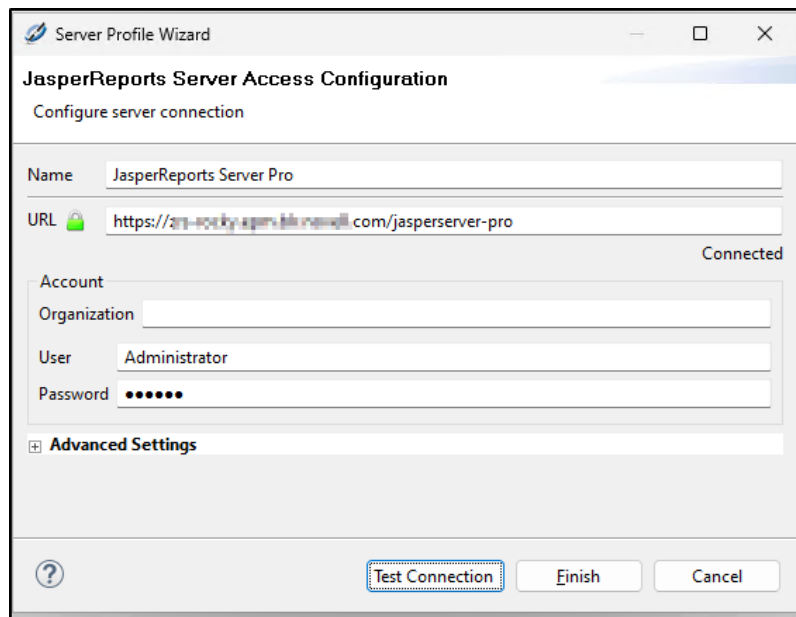 Server Profile Wizard
JasperReports Server Access Configuration
Configure server connection
Name JasperReports Server Pro
URL https:// .com/jasperserver-pro
Connected
Account
Organization
User Administrator
Password ••••••
Advanced Settings
Test Connection Finish Cancel